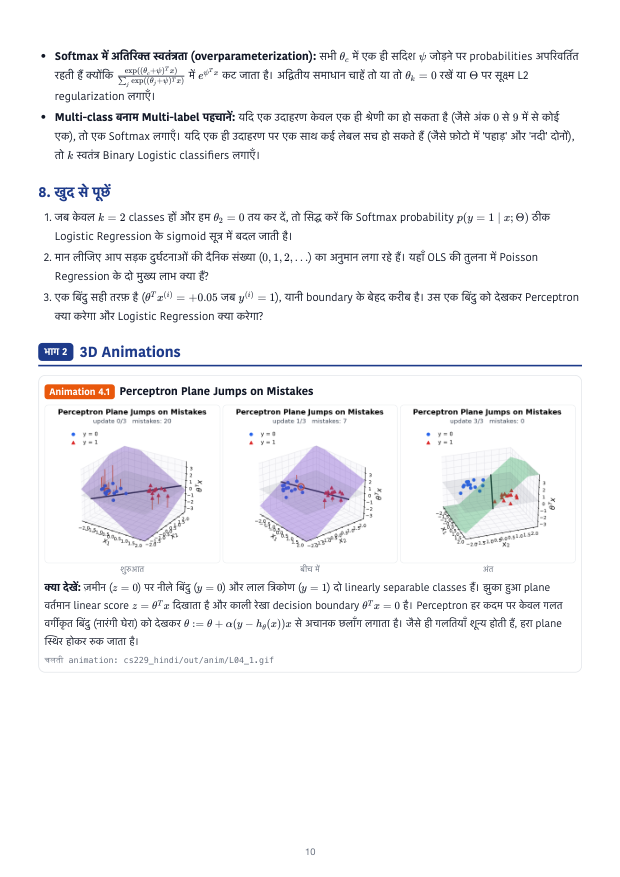 • Softmax में अतिरिक्त स्वतंत्रता (overparameterization): सभी θ_c में एक ही सदिश ψ जोड़ने पर probabilities अपरिवर्तित
रहती हैं क्योंकि exp((θ_c+ψ)^T x) / ∑_j exp((θ_j+ψ)^T x) में e^{ψ^T x} कट जाता है। अद्वितीय समाधान चाहें तो या तो θ_k = 0 रखें या Θ पर सूक्ष्म L2
regularization लगाएँ।
• Multi-class बनाम Multi-label पहचानें: यदि एक उदाहरण केवल एक ही श्रेणी का हो सकता है (जैसे अंक 0 से 9 में से कोई
एक), तो एक Softmax लगाएँ। यदि एक ही उदाहरण पर एक साथ कई लेबल सच हो सकते हैं (जैसे फ़ोटो में 'पहाड़' और 'नदी' दोनों),
तो k स्वतंत्र Binary Logistic classifiers लगाएँ।
8. खुद से पूछें
1. जब केवल k = 2 classes हों और हम θ_2 = 0 तय कर दें, तो सिद्ध करें कि Softmax probability p(y = 1 | x; Θ) ठीक
Logistic Regression के sigmoid सूत्र में बदल जाती है।
2. मान लीजिए आप सड़क दुर्घटनाओं की दैनिक संख्या (0, 1, 2, …) का अनुमान लगा रहे हैं। यहाँ OLS की तुलना में Poisson
Regression के दो मुख्य लाभ क्या हैं?
3. एक बिंदु सही तरफ़ है (θ^T x^{(i)} = +0.05 जब y^{(i)} = 1), यानी boundary के बेहद करीब है। उस एक बिंदु को देखकर Perceptron
क्या करेगा और Logistic Regression क्या करेगा?
भाग 2 3D Animations
Animation 4.1 Perceptron Plane Jumps on Mistakes
Perceptron Plane Jumps on Mistakes
update 0/3 mistakes: 20
y = 0
y = 1
शुरुआत
Perceptron Plane Jumps on Mistakes
update 1/3 mistakes: 7
y = 0
y = 1
बीच में
Perceptron Plane Jumps on Mistakes
update 3/3 mistakes: 0
y = 0
y = 1
अंत
क्या देखें: ज़मीन (z = 0) पर नीले बिंदु (y = 0) और लाल त्रिकोण (y = 1) दो linearly separable classes हैं। झुका हुआ plane
वर्तमान linear score z = θ^T x दिखाता है और काली रेखा decision boundary θ^T x = 0 है। Perceptron हर कदम पर केवल गलत
वर्गीकृत बिंदु (नारंगी घेरा) को देखकर θ := θ + α(y − h_θ(x))x से अचानक छलाँग लगाता है। जैसे ही गलतियाँ शून्य होती हैं, हरा plane
स्थिर होकर रुक जाता है।
चलती animation: cs229_hindi/out/anim/L04_1.gif
10